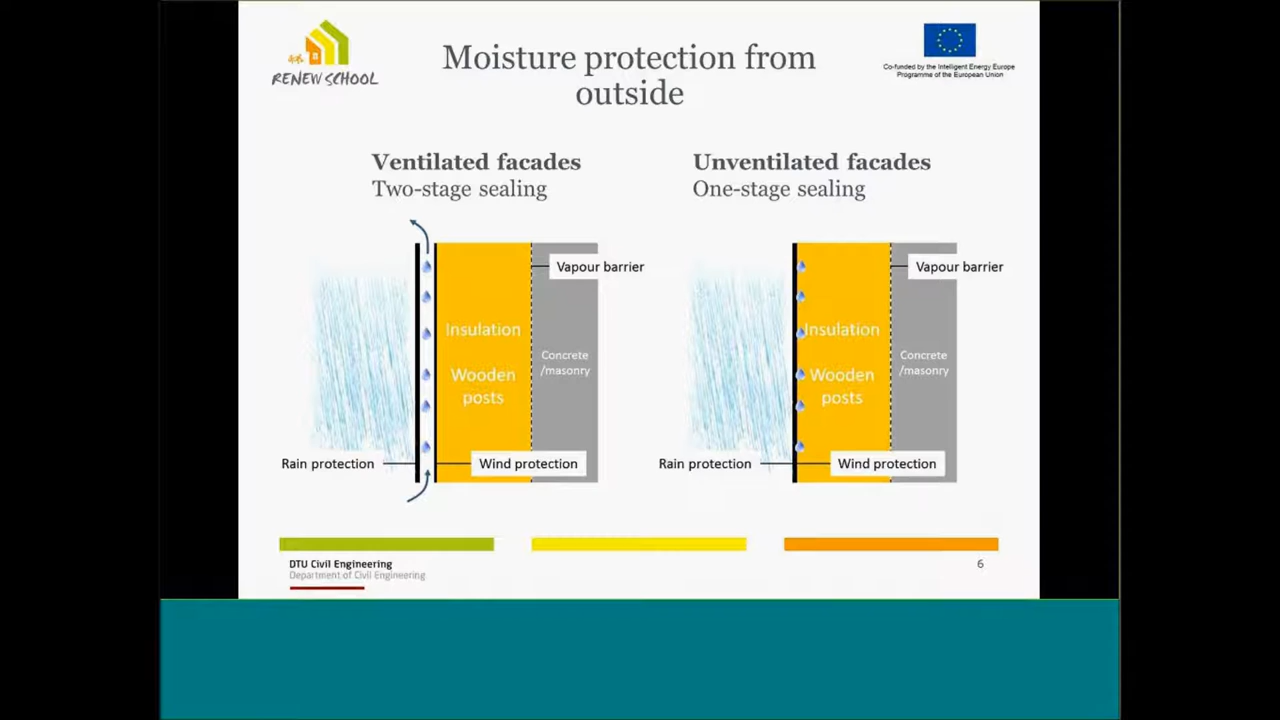 RENEW SCHOOL
Moisture protection from
outside
Co-funded by the Intelligent Energy Europe
Programme of the European Union
Ventilated facades
Two-stage sealing
Unventilated facades
One-stage sealing
Vapour barrier
Insulation
Wooden
posts
Concrete
/masonry
Rain protection
Wind protection
Vapour barrier
Insulation
Wooden
posts
Concrete
/masonry
Rain protection
Wind protection
DTU Civil Engineering
Department of Civil Engineering
6